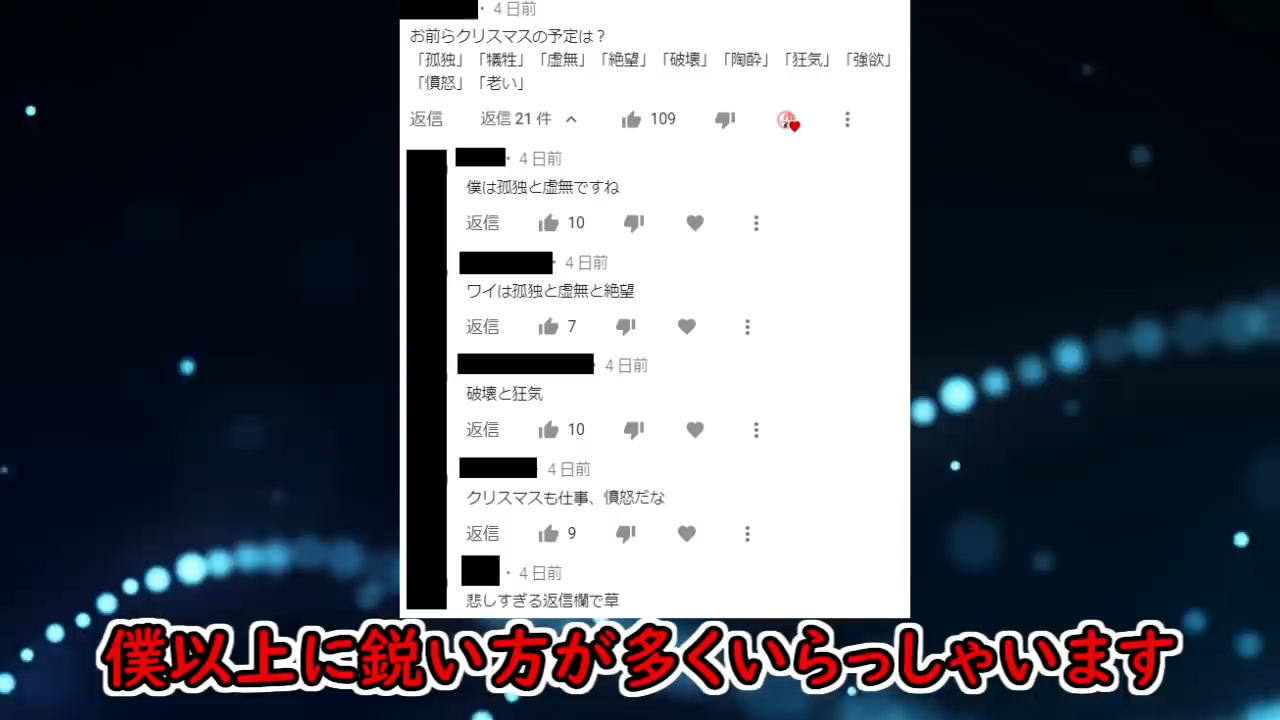 ・ 4 日前
お前らクリスマスの予定は？
「孤独」「犠牲」「虚無」「絶望」「破壊」「陶酔」「狂気」「強欲」
「憤怒」「老い」
返信 返信 21 件 109
・ 4 日前
僕は孤独と虚無ですね
返信 10
・ 4 日前
ワイは孤独と虚無と絶望
返信 7
・ 4 日前
破壊と狂気
返信 10
4 日前
クリスマスも仕事、憤怒だな
返信 9
・ 4 日前
悲しすぎる返信欄で草
僕以上に鋭い方が多くいらっしゃいます